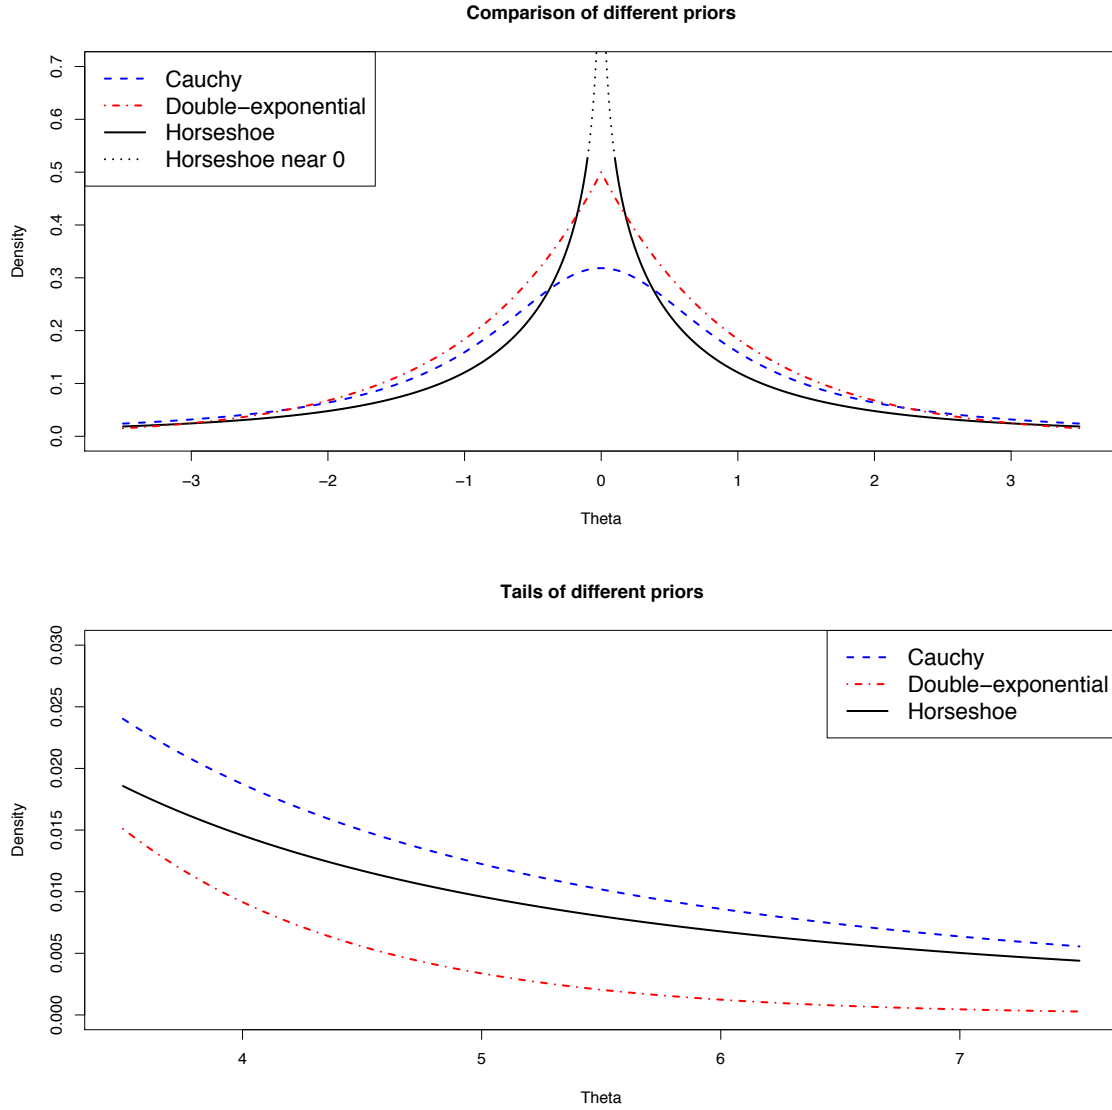 Comparison of different priors
Cauchy
Double−exponential
Horseshoe
Horseshoe near 0
Density
0.0 0.1 0.2 0.3 0.4 0.5 0.6 0.7
−3 −2 −1 0 1 2 3
Theta
Tails of different priors
Cauchy
Double−exponential
Horseshoe
Density
0.000 0.005 0.010 0.015 0.020 0.025 0.030
4 5 6 7
Theta